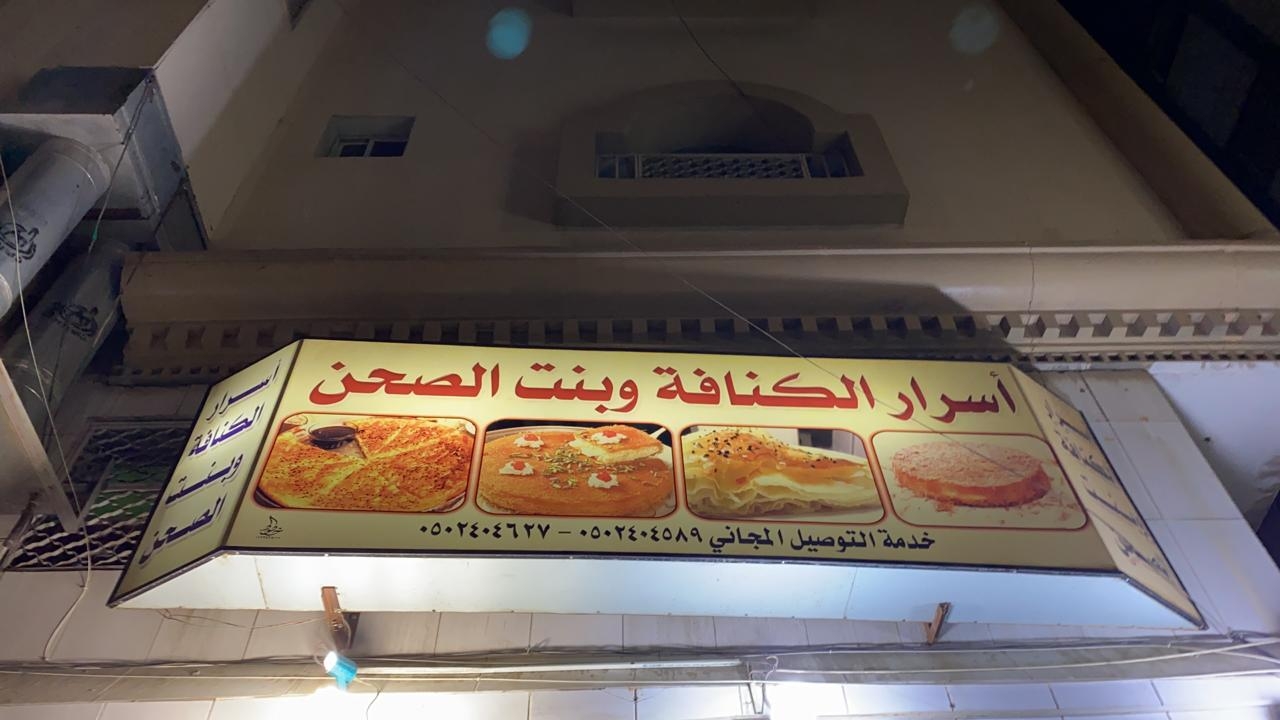 أسرار الكنافة وبنت الصحن
خدمة التوصيل المجاني ٠٥٠٢٤٠٤٥٨٩ - ٠٥٠٢٤٠٤٦٢٧
أسرار
الكنافة
وبنت
الصحن